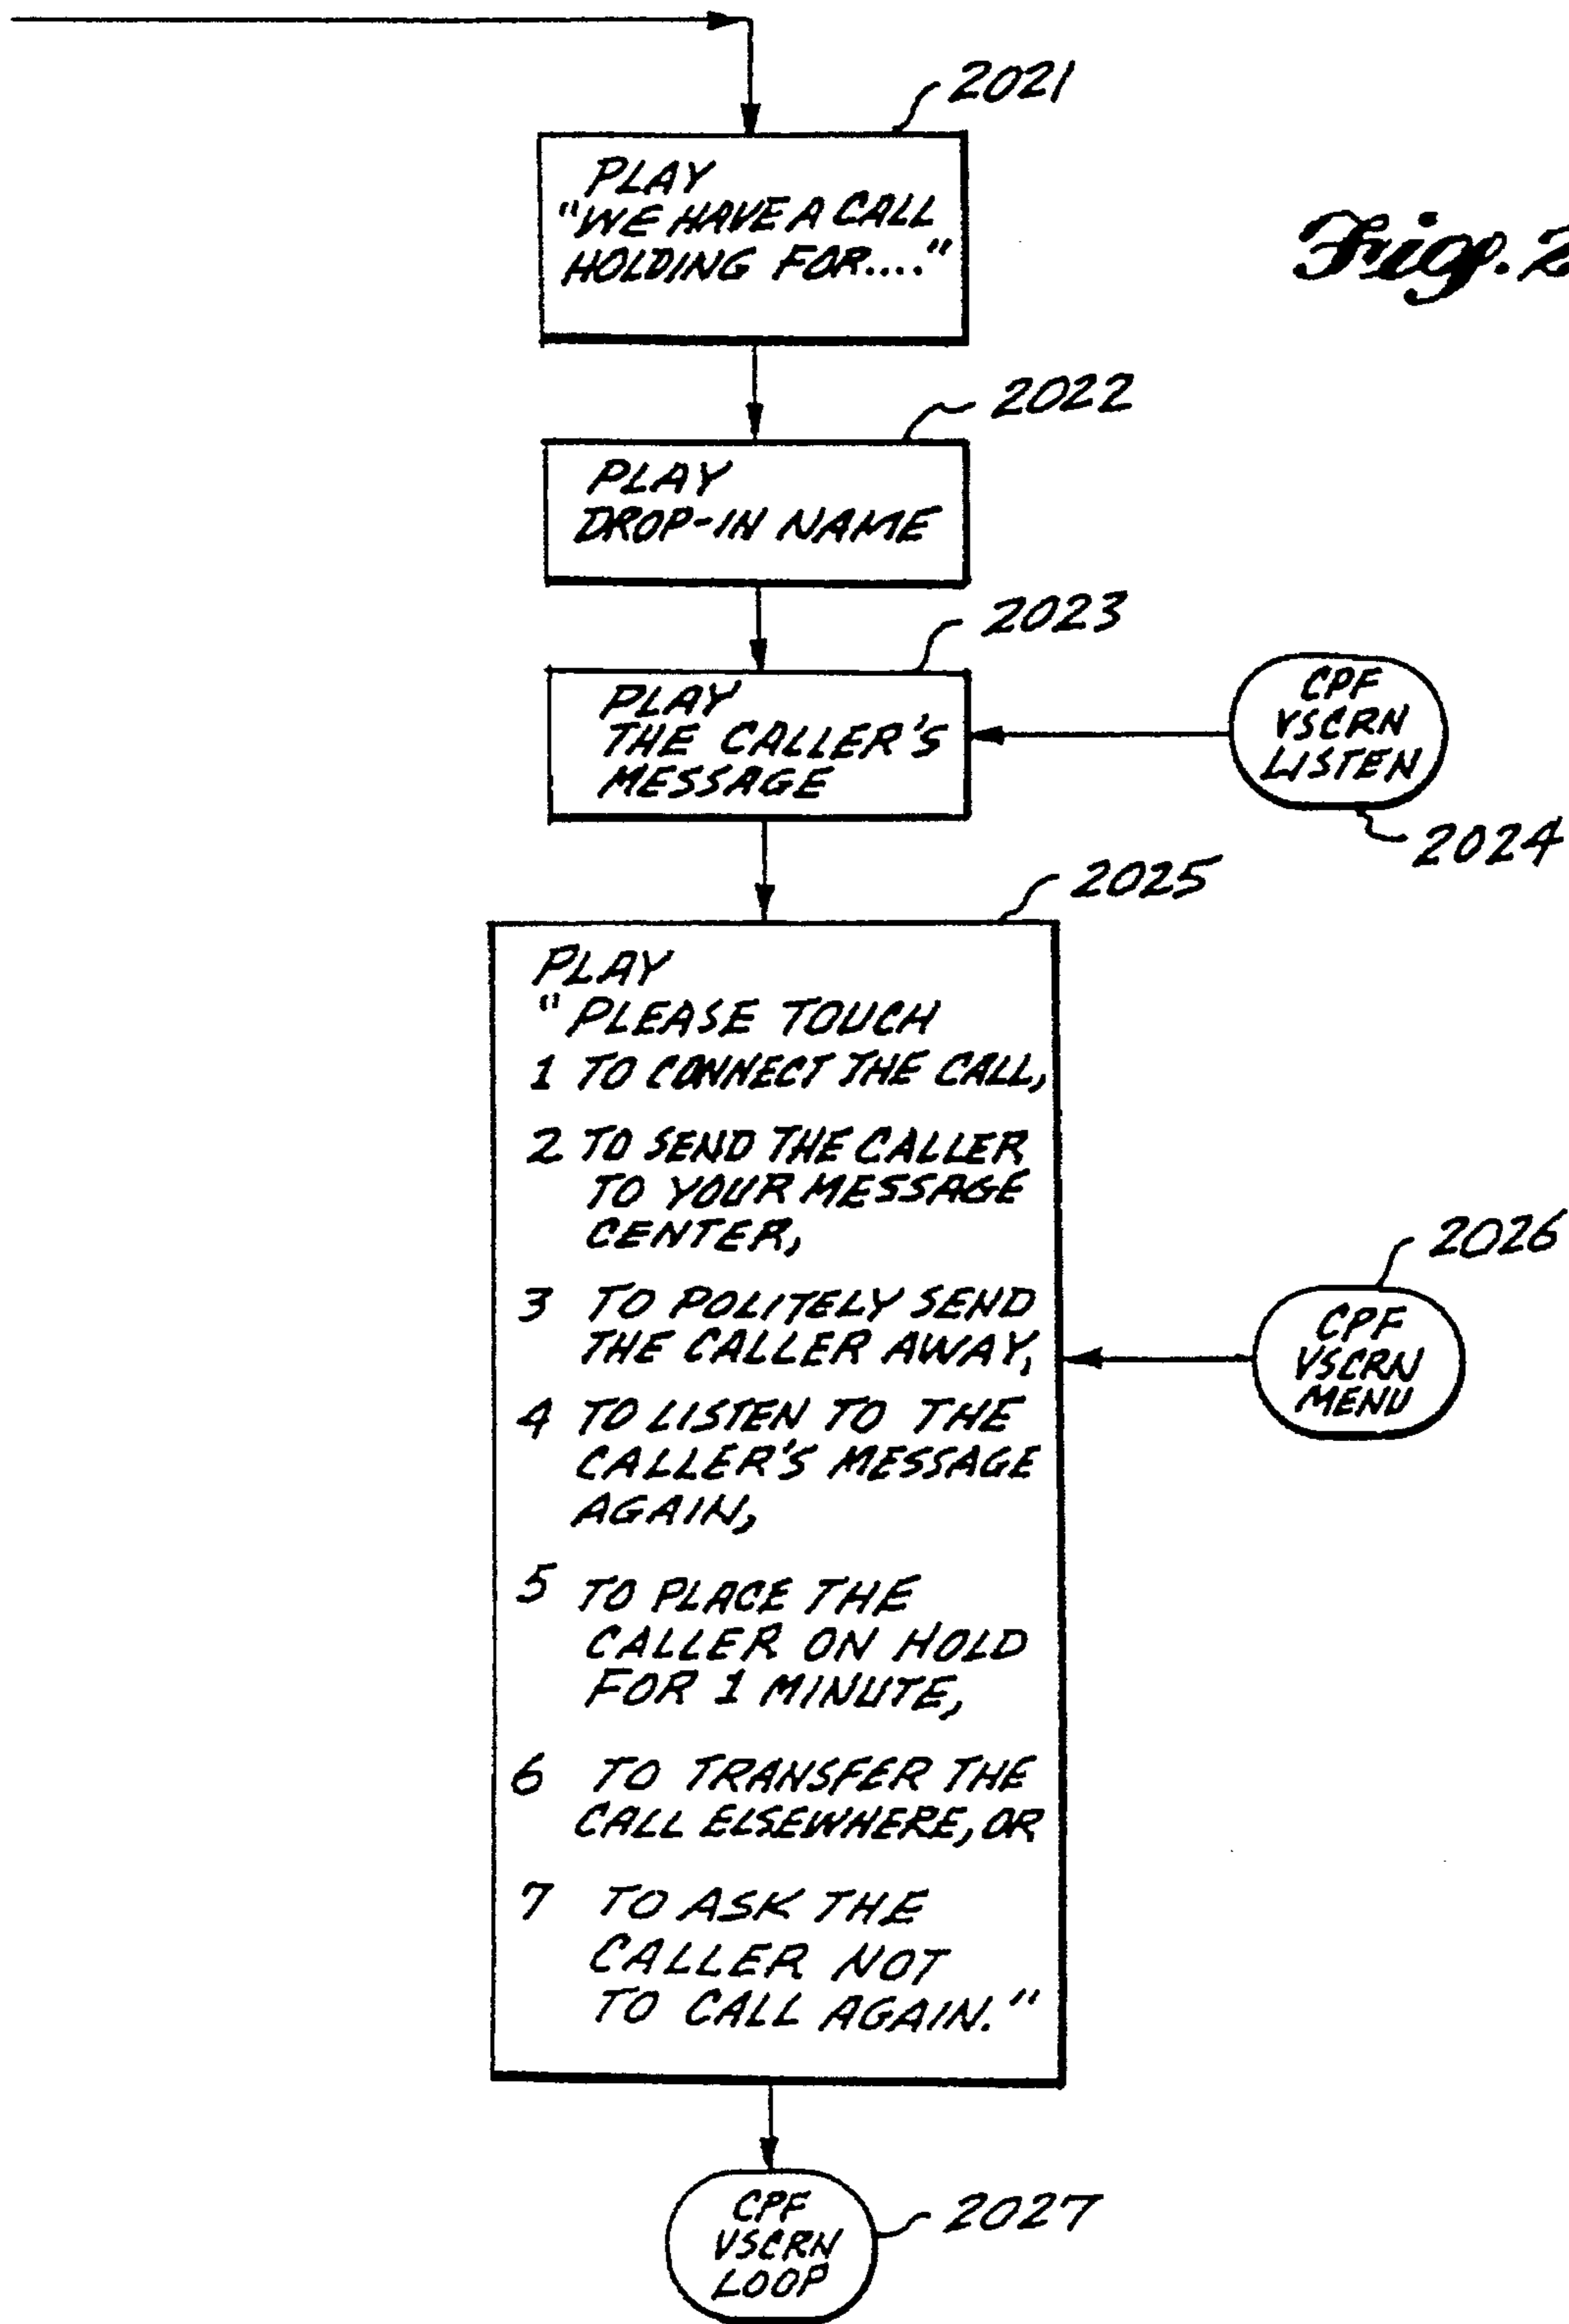 2021
PLAY
"WE HAVE A CALL
HOLDING FOR...."
Fig. 2
2022
PLAY
DROP-IN NAME
2023
PLAY
THE CALLER'S
MESSAGE
CPF
VSCRN
LISTEN
2024
2025
PLAY
"PLEASE TOUCH
1 TO CONNECT THE CALL,
2 TO SEND THE CALLER
TO YOUR MESSAGE
CENTER,
3 TO POLITELY SEND
THE CALLER AWAY,
4 TO LISTEN TO THE
CALLER'S MESSAGE
AGAIN,
5 TO PLACE THE
CALLER ON HOLD
FOR 1 MINUTE,
6 TO TRANSFER THE
CALL ELSEWHERE, OR
7 TO ASK THE
CALLER NOT
TO CALL AGAIN."
2026
CPF
VSCRN
MENU
CPF
VSCRN
LOOP
2027